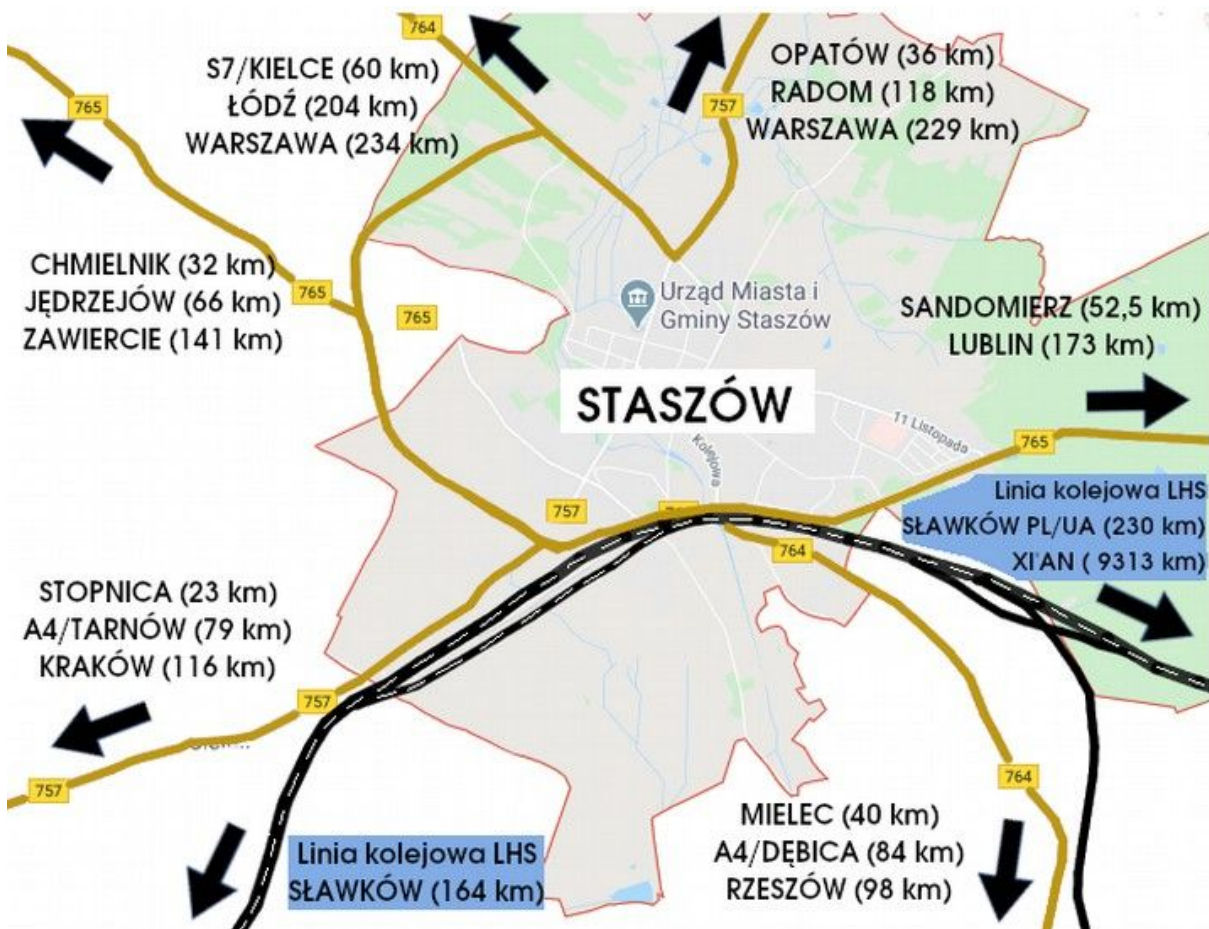 764
S7/KIELCE (60 km)
ŁÓDŹ (204 km)
WARSZAWA (234 km)
OPATÓW (36 km)
RADOM (118 km)
WARSZAWA (229 km)
757
765
CHMIELNIK (32 km)
JĘDRZEJÓW (66 km)
ZAWIERCIE (141 km)
765
765
Urząd Miasta i
Gminy Staszów
SANDOMIERZ (52,5 km)
LUBLIN (173 km)
STASZÓW
11 Listopada
Kolejowa
765
757
764
Linia kolejowa LHS
SŁAWKÓW PL/UA (230 km)
XI'AN ( 9313 km)
STOPNICA (23 km)
A4/TARNÓW (79 km)
KRAKÓW (116 km)
757
757
764
MIELEC (40 km)
A4/DĘBICA (84 km)
RZESZÓW (98 km)
Linia kolejowa LHS
SŁAWKÓW (164 km)